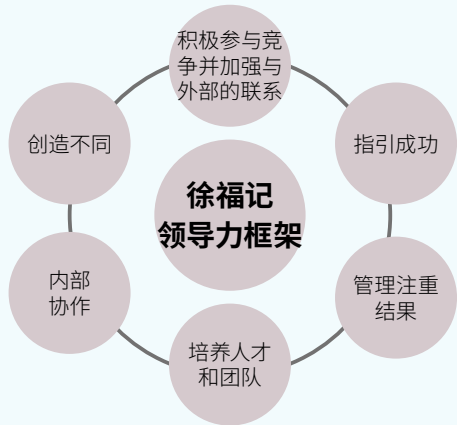 积极参与竞
争并加强与
外部的联系
创造不同
指引成功
徐福记
领导力框架
内部
协作
管理注重
结果
培养人才
和团队